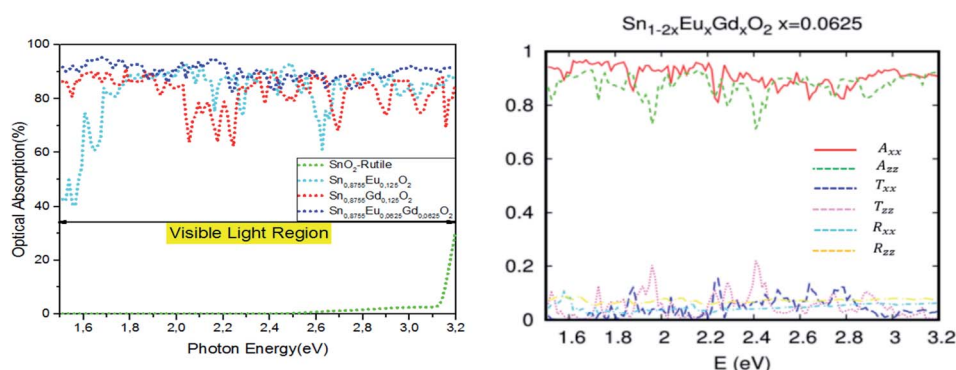 100
80
60
40
20
0
Optical Absorption(%)
SnO2-Rutile
Sn0,8755Eu0,125O2
Sn0,8755Gd0,125O2
Sn0,8755Eu0,0625Gd0,0625O2
Visible Light Region
1.6 1.8 2.0 2.2 2.4 2.6 2.8 3.0 3.2
Photon Energy(eV)
Sn1-2xEuxGdxO2 x=0.0625
1
0.8
0.6
0.4
0.2
0
Axx
Azz
Txx
Tzz
Rxx
Rzz
1.6 1.8 2 2.2 2.4 2.6 2.8 3 3.2
E (eV)